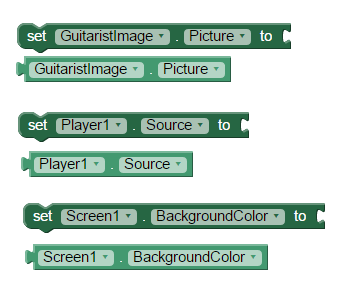 set GuitaristImage . Picture to
GuitaristImage . Picture
set Player1 . Source to
Player1 . Source
set Screen1 . BackgroundColor to
Screen1 . BackgroundColor